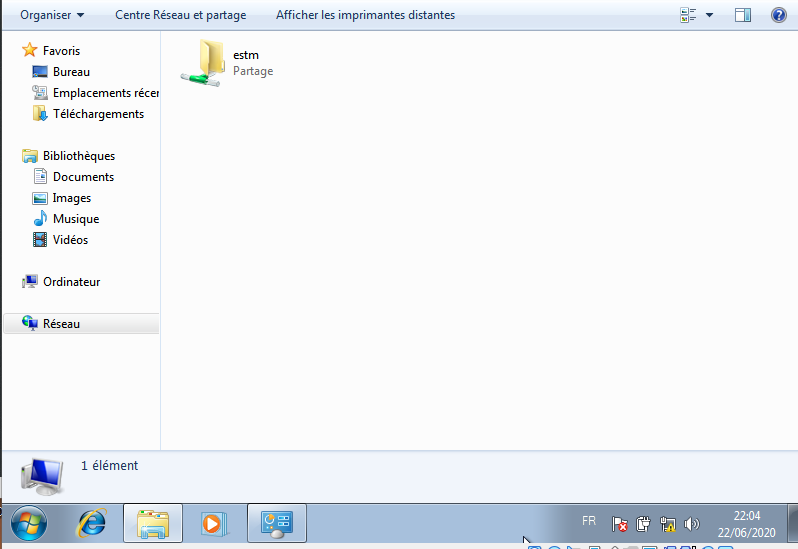 Organiser
Centre Réseau et partage
Afficher les imprimantes distantes
estm
Partage
Favoris
Bureau
Emplacements récer
Téléchargements
Bibliothèques
Documents
Images
Musique
Vidéos
Ordinateur
Réseau
1 élément
FR
22:04
22/06/2020